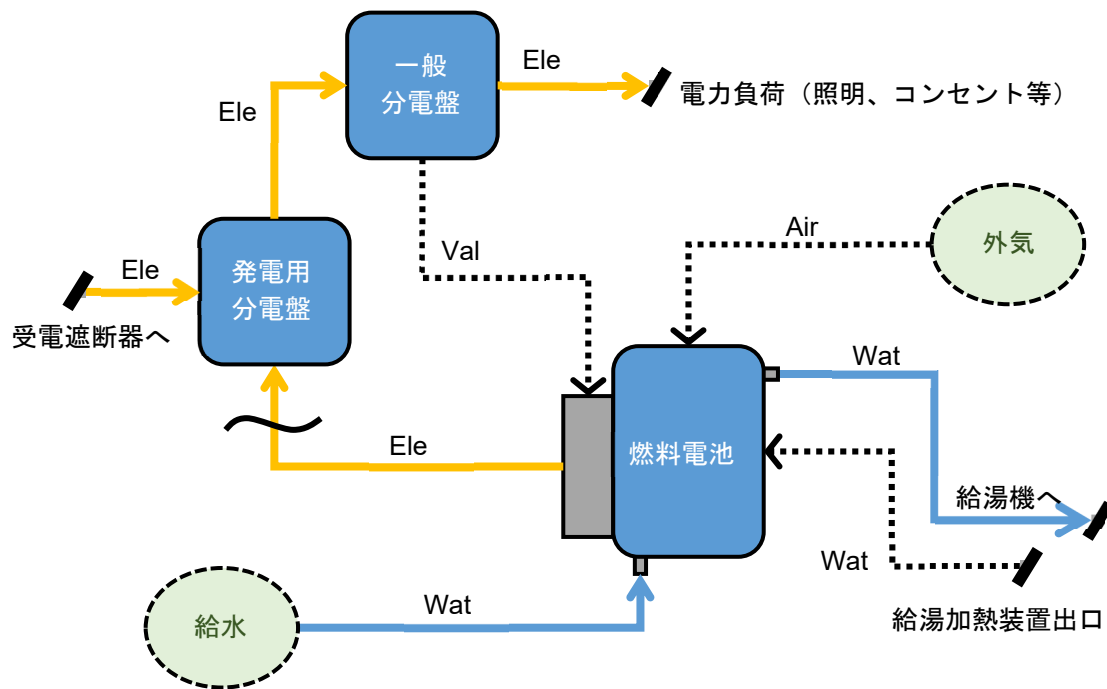 一般
分電盤
Ele
電力負荷（照明、コンセント等）
Ele
Air
外気
Val
Ele
発電用
分電盤
受電遮断器へ
Wat
燃料電池
Ele
給湯機へ
Wat
給水
Wat
給湯加熱装置出口